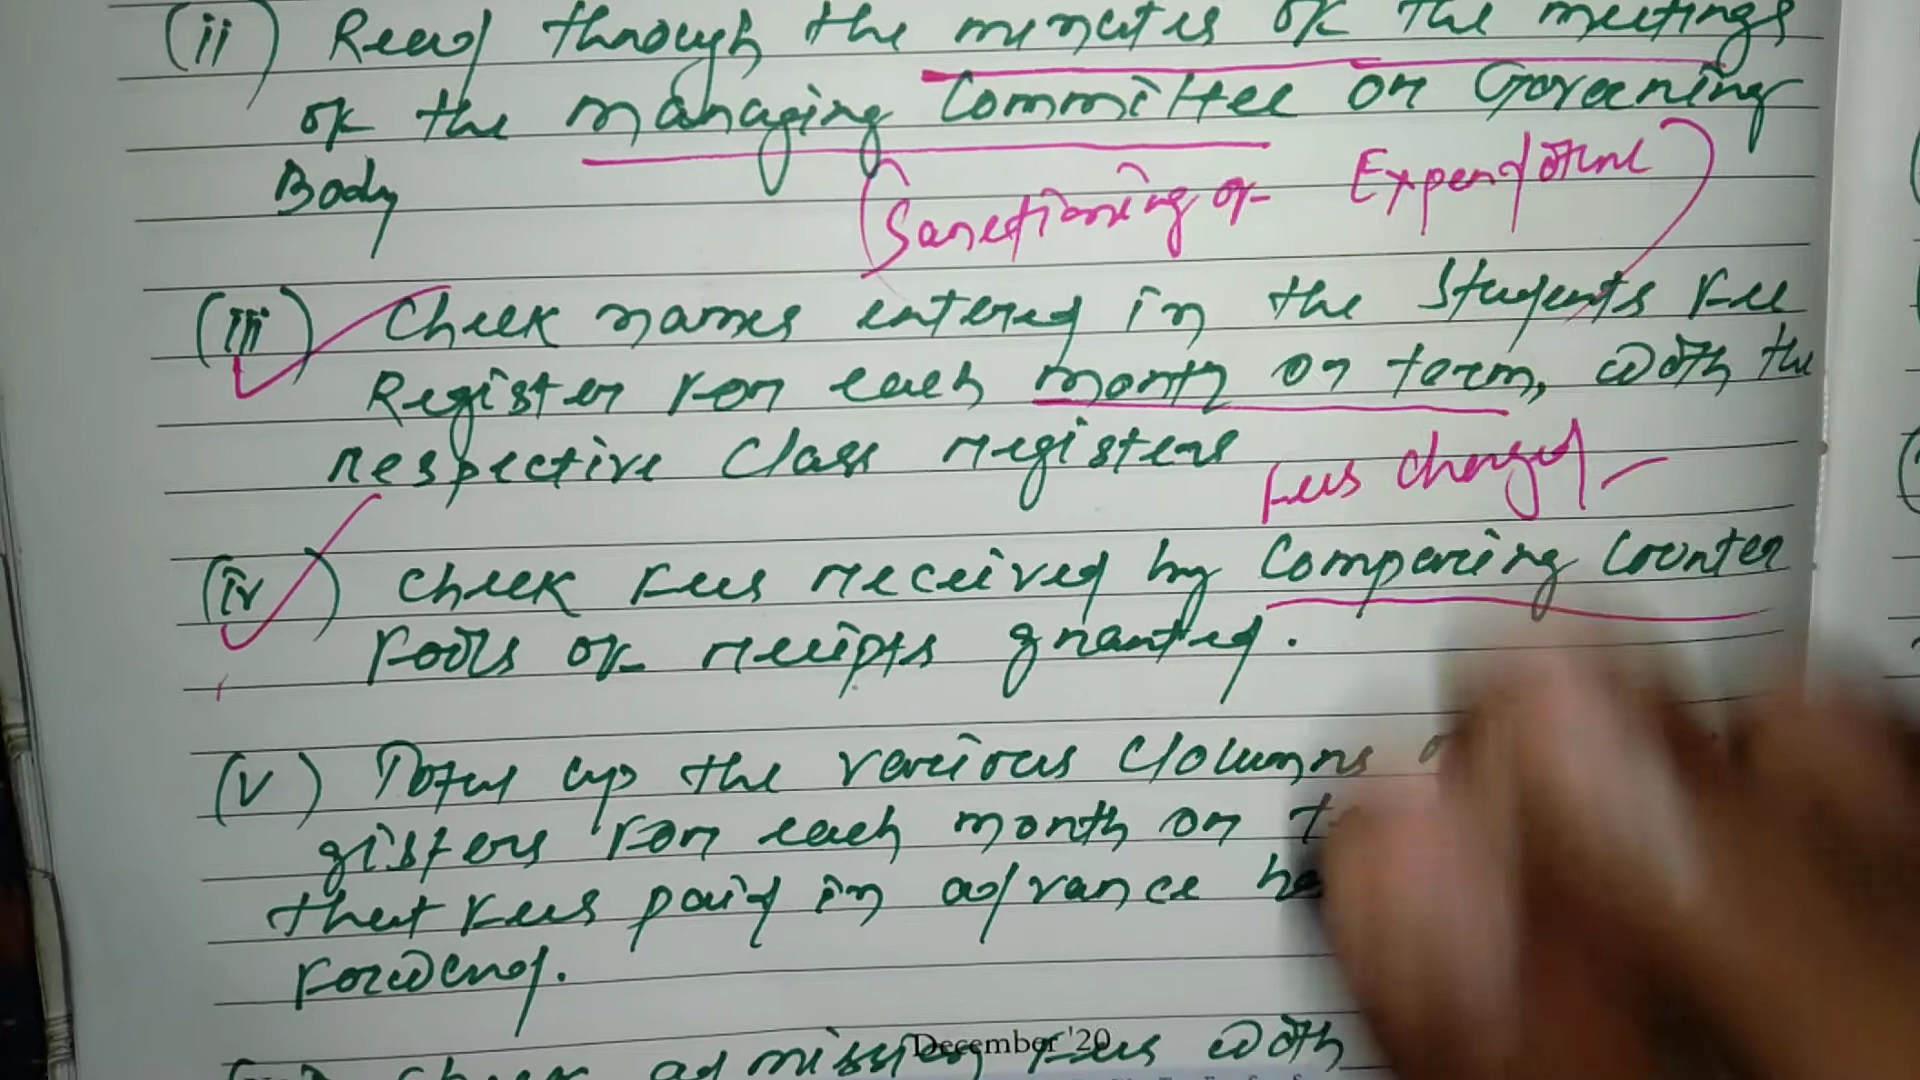 (ii) Read through the minutes of the meetings
of the managing Committee or Governing
Body
(Sanctioning of Expenditure)
(iii) Check names entered in the Students Fee
Register for each month or term, with the
respective Class registers
Fees charged -
(iv) Check Fees received by Comparing Counter
Foils of receipts granted.
(v) Total up the various Columns
gisters for each month or
that Fees paid in advance
Forward.
Check admission Fees with
December '20